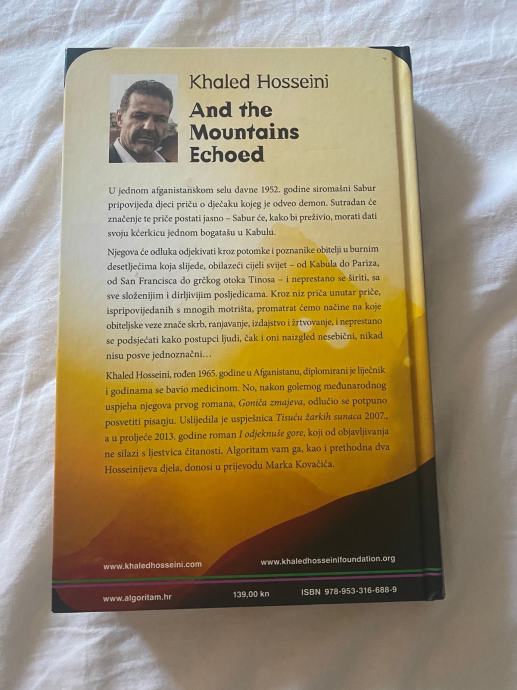 Khaled Hosseini
And the
Mountains
Echoed
U jednom afganistanskom selu davne 1952. godine siromašni Sabur
pripovijeda djeci priču o dječaku kojeg je odveo demon. Sutradan će
značenje te priče postati jasno – Sabur će, kako bi preživio, morati dati
svoju kćerkicu jednom bogatašu u Kabulu.
Njegova će odluka odjekivati kroz potomke i poznanike obitelji u burnim
desetljećima koja slijede, obilazeći cijeli svijet – od Kabula do Pariza,
od San Francisca do grčkog otoka Tinosa – i neprestano se širiti, sa
sve složenijim i dirljivijim posljedicama. Kroz niz priča unutar priče,
ispripovijedanih s mnogih motrišta, promatrat ćemo načine na koje
obiteljske veze znače skrb, ranjavanje, izdajstvo i žrtvovanje, i neprestano
se podsjećati kako postupci ljudi, čak i oni naizgled nesebični, nikad
nisu posve jednoznačni…
Khaled Hosseini, rođen 1965. godine u Afganistanu, diplomirani je liječnik
i godinama se bavio medicinom. No, nakon golemog međunarodnog
uspjeha njegova prvog romana, Goniča zmajeva, odlučio se potpuno
posvetiti pisanju. Uslijedila je uspješnica Tisuću žarkih sunaca 2007.,
a u proljeće 2013. godine roman I odjeknuše gore, koji od objavljivanja
ne silazi s ljestvica čitanosti. Algoritam vam ga, kao i prethodna dva
Hosseinijeva djela, donosi u prijevodu Marka Kovačića.
www.khaledhosseini.com www.khaledhosseinifoundation.org
www.algoritam.hr 139,00 kn ISBN 978-953-316-688-9